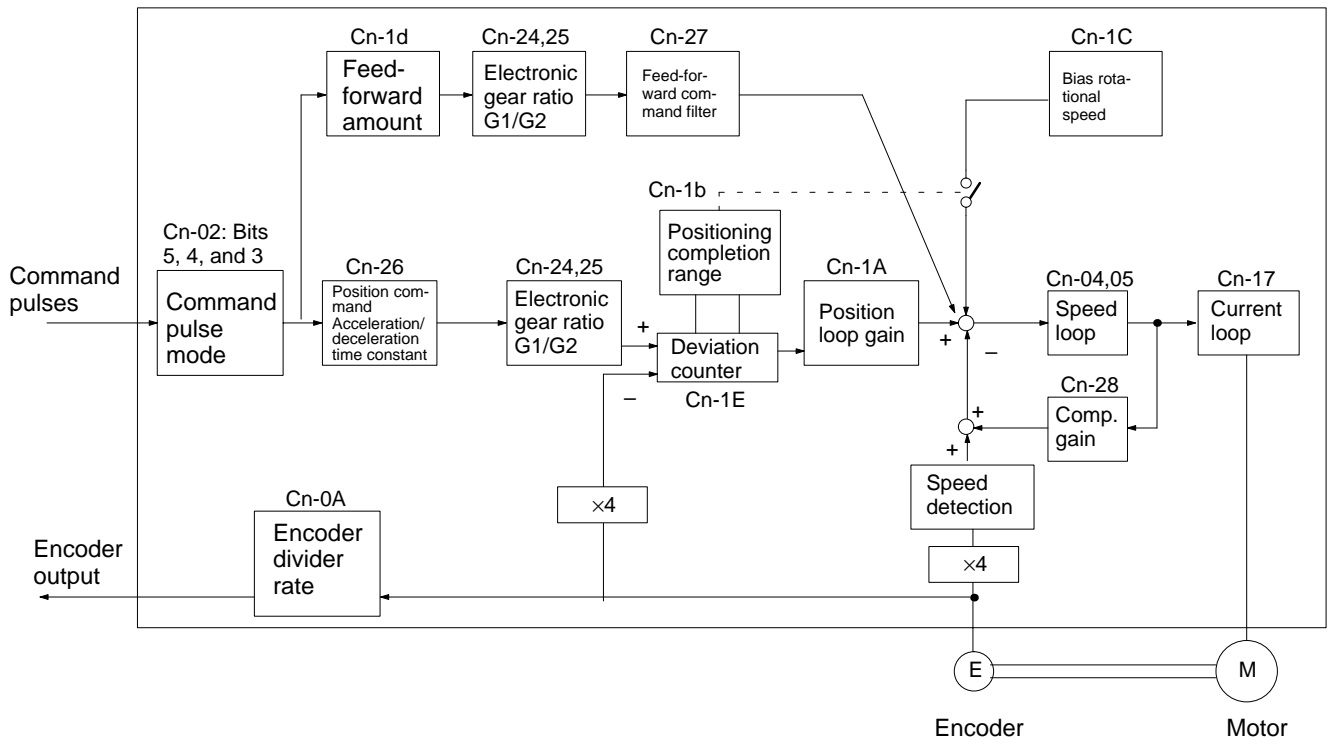 Cn-1d
Feed-
forward
amount
Cn-24,25
Electronic
gear ratio
G1/G2
Cn-27
Feed-for-
ward com-
mand filter
Cn-1C
Bias rota-
tional
speed
Cn-1b
Positioning
completion
range
Command
pulses
Cn-02: Bits
5, 4, and 3
Command
pulse
mode
Cn-26
Position com-
mand
Acceleration/
deceleration
time constant
Cn-24,25
Electronic
gear ratio
G1/G2
+
−
Deviation
counter
Cn-1E
Cn-1A
Position
loop gain
+
−
Cn-04,05
Speed
loop
Cn-17
Current
loop
Cn-28
Comp.
gain
+
+
Speed
detection
×4
×4
Cn-0A
Encoder
divider
rate
Encoder
output
E
M
Encoder
Motor